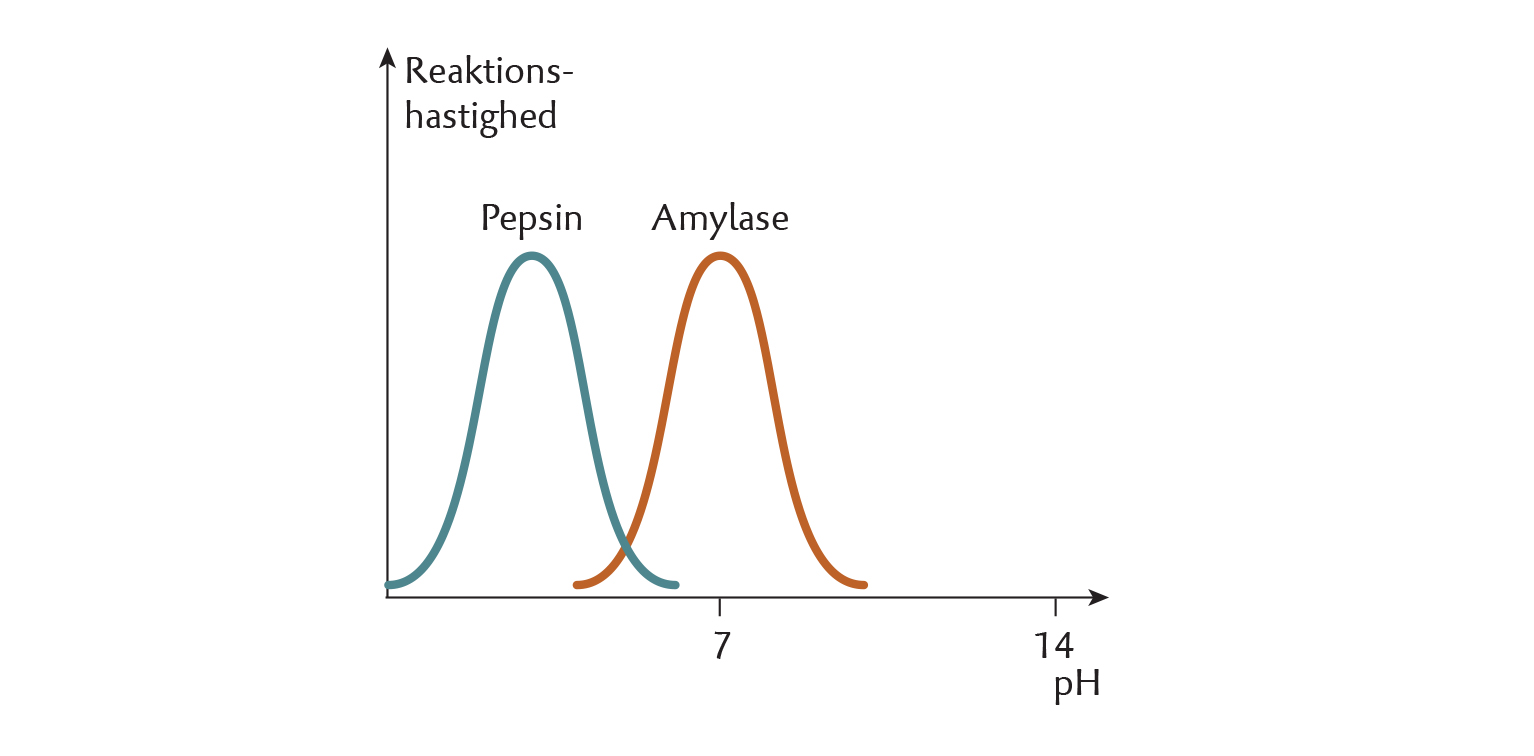 Reaktions-
hastighed
Pepsin
Amylase
7
14
pH